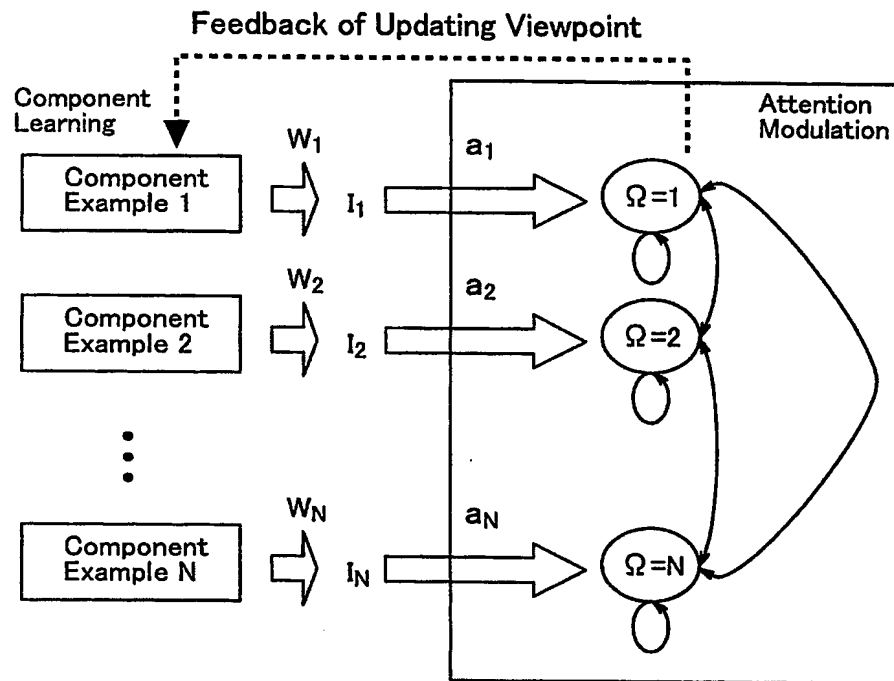 Feedback of Updating Viewpoint
Component
Learning
Attention
Modulation
Component
Example 1
W1
I1
a1
Ω=1
Component
Example 2
W2
I2
a2
Ω=2
Component
Example N
WN
IN
aN
Ω=N